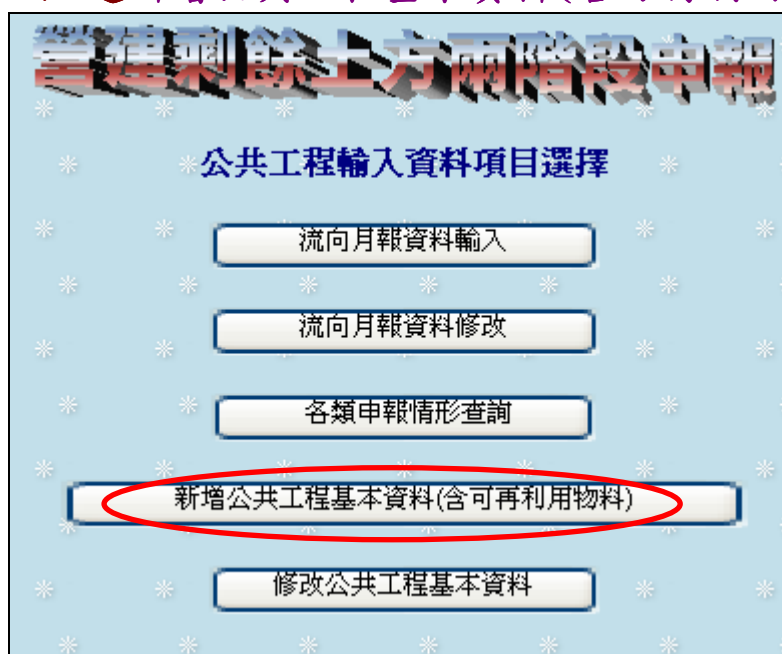 營建剩餘土方兩階段申報
公共工程輸入資料項目選擇
流向月報資料輸入
流向月報資料修改
各類申報情形查詢
新增公共工程基本資料(含可再利用物料)
修改公共工程基本資料